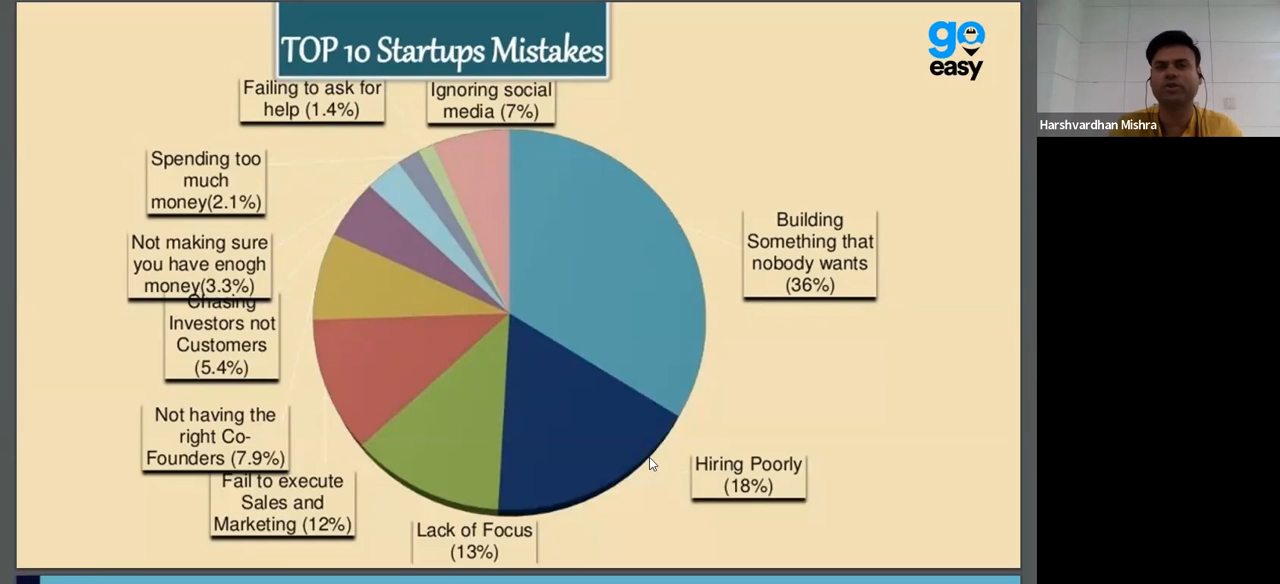 TOP 10 Startups Mistakes
go
easy
Harshvardhan Mishra
Failing to ask for
help (1.4%)
Ignoring social
media (7%)
Spending too
much
money(2.1%)
Building
Something that
nobody wants
(36%)
Not making sure
you have enogh
money(3.3%)
Chasing
Investors not
Customers
(5.4%)
Not having the
right Co-
Founders (7.9%)
Hiring Poorly
(18%)
Fail to execute
Sales and
Marketing (12%)
Lack of Focus
(13%)